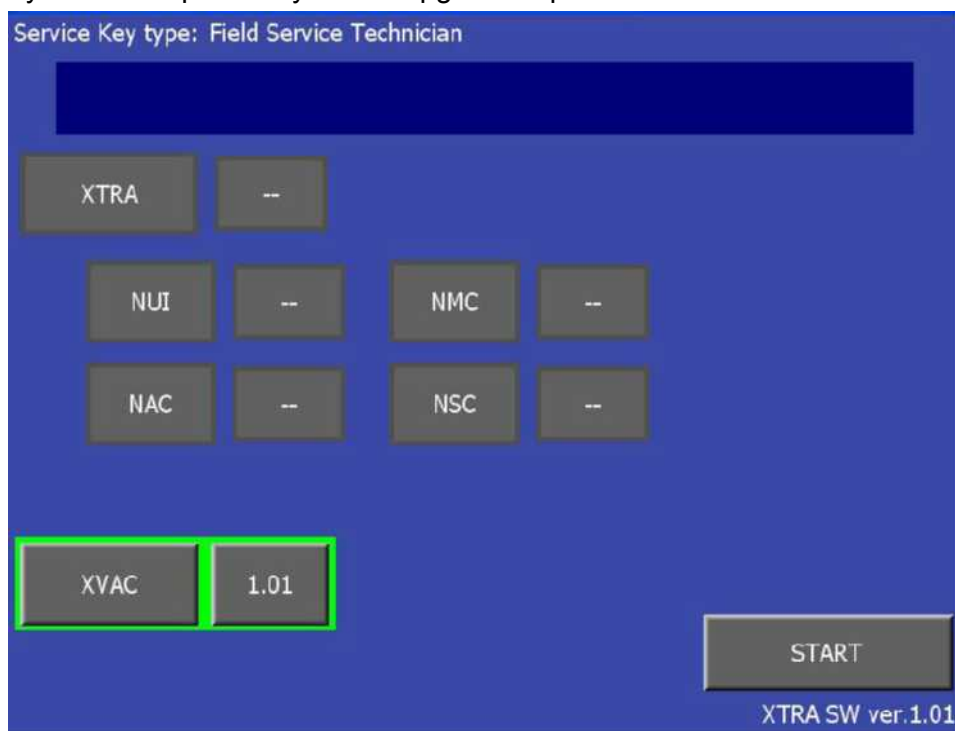 Service Key type: Field Service Technician
XTRA --
NUI -- NMC --
NAC -- NSC --
XVAC 1.01
START
XTRA SW ver.1.01